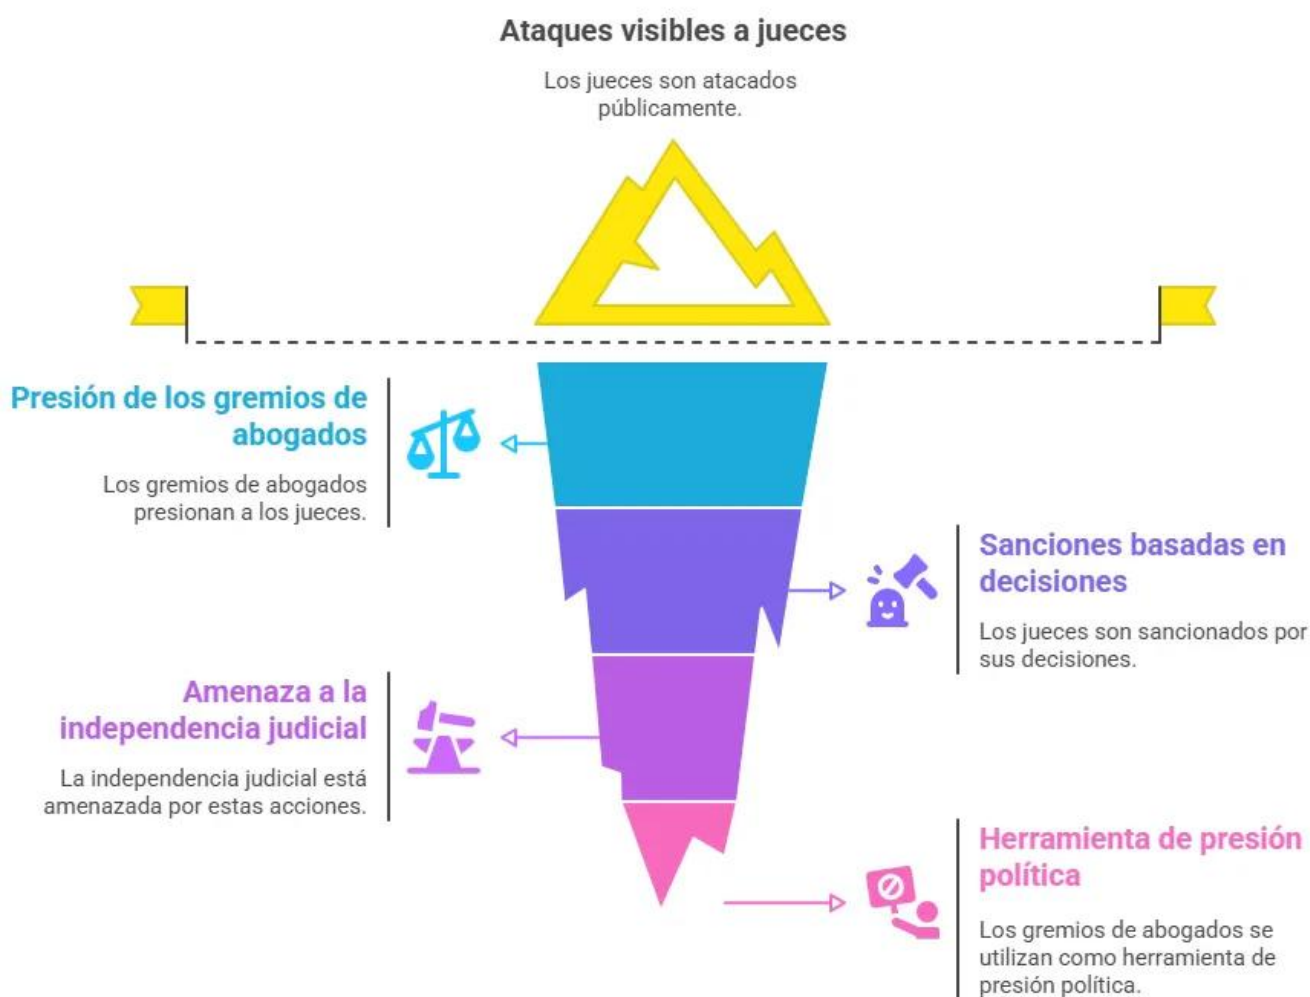 Ataques visibles a jueces
Los jueces son atacados
públicamente.
Presión de los gremios de
abogados
Los gremios de abogados
presionan a los jueces.
Sanciones basadas en
decisiones
Los jueces son sancionados por
sus decisiones.
Amenaza a la
independencia judicial
La independencia judicial está
amenazada por estas acciones.
Herramienta de presión
política
Los gremios de abogados se
utilizan como herramienta de
presión política.